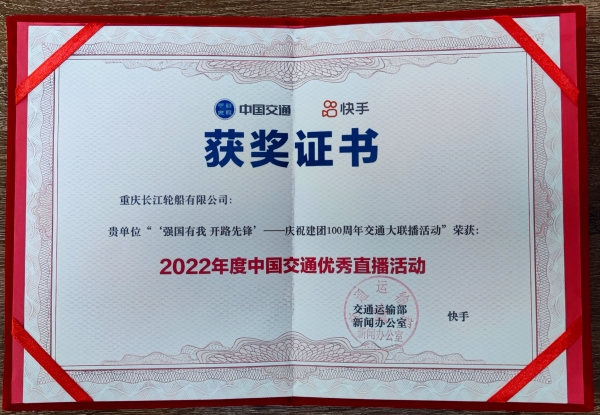 中国交通 快手
获奖证书
重庆长江轮船有限公司:
贵单位“‘强国有我 开路先锋’——庆祝建团100周年交通大联播活动”荣获:
2022年度中国交通优秀直播活动
交通运输部
新闻办公室
快手